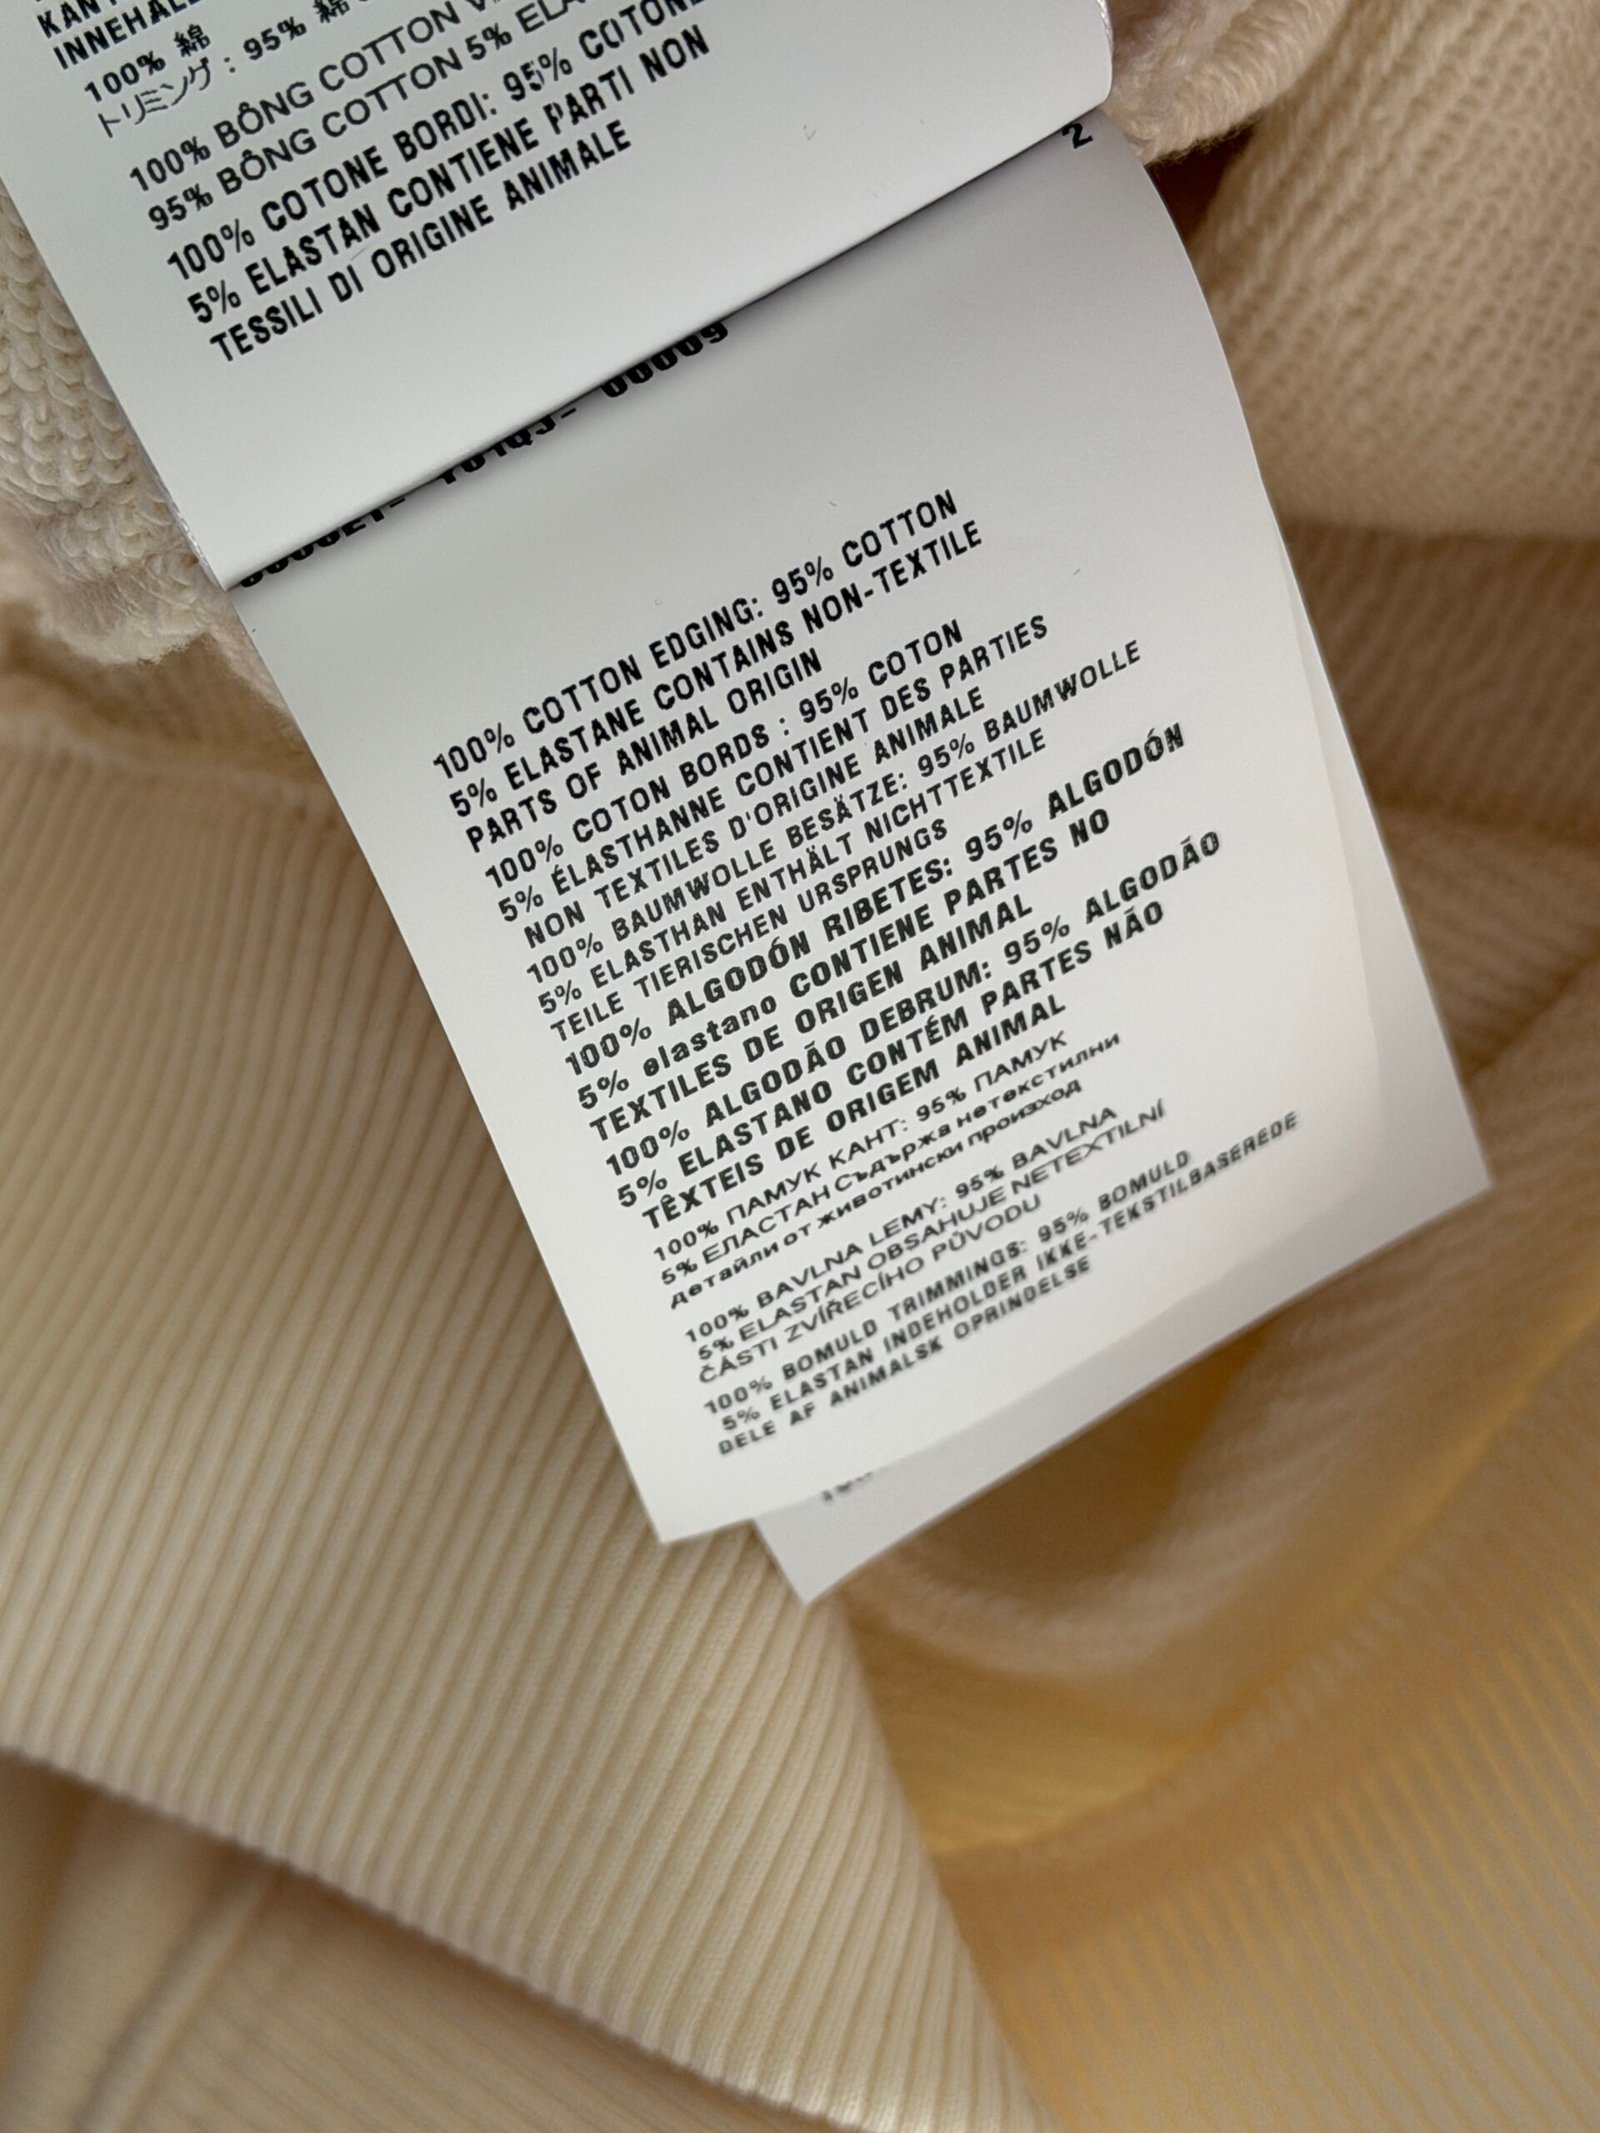 INNEHÅLL
100% 綿
トリミング : 95% 綿
100% BÔNG COTTON
95% BÔNG COTTON 5%
100% COTONE BORDI: 95% COTONE
5% ELASTAN CONTIENE PARTI NON
TESSILI DI ORIGINE ANIMALE
2
100% COTTON EDGING: 95% COTTON
5% ELASTANE CONTAINS NON-TEXTILE
PARTS OF ANIMAL ORIGIN
100% COTON BORDS : 95% COTON
5% ÉLASTHANNE CONTIENT DES PARTIES
NON TEXTILES D'ORIGINE ANIMALE
100% BAUMWOLLE BESÄTZE: 95% BAUMWOLLE
5% ELASTHAN ENTHÄLT NICHTTEXTILE
TEILE TIERISCHEN URSPRUNGS
100% ALGODÓN RIBETES: 95% ALGODÓN
5% elastano CONTIENE PARTES NO
TEXTILES DE ORIGEN ANIMAL
100% ALGODÃO DEBRUM: 95% ALGODÃO
5% ELASTANO CONTÉM PARTES NÃO
TÊXTEIS DE ORIGEM ANIMAL
100% ПАМУК КАНТ: 95% ПАМУК
5% ЕЛАСТАН Съдържа нетекстилни
детайли от животински произход
100% BAVLNA LEMY: 95% BAVLNA
5% ELASTAN OBSAHUJE NETEXTILNÍ
ČÁSTI ZVÍŘECÍHO PŮVODU
100% BOMULD TRIMMINGS: 95% BOMULD
5% ELASTAN INDEHOLDER IKKE-TEKSTILBASEREDE
DELE AF ANIMALSK OPRINDELSE